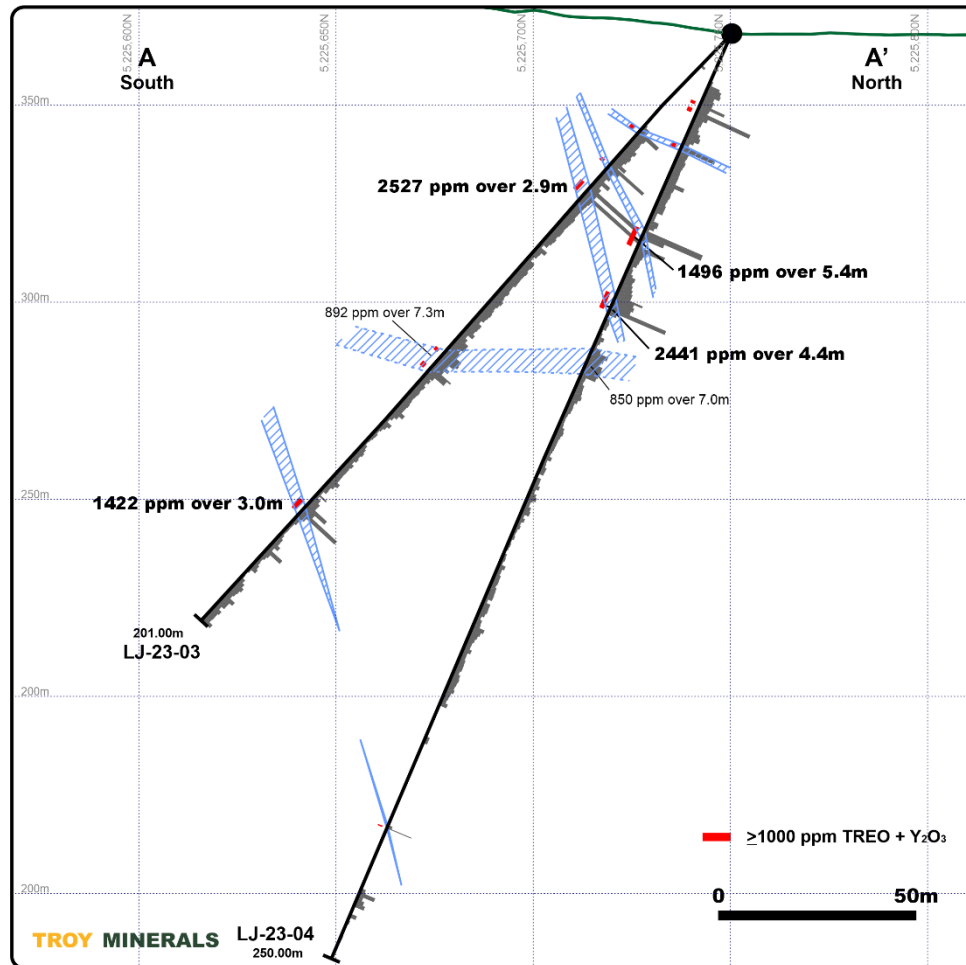 5.225.600N
5.225.650N
5.225.700N
5.225.800N
A
South
A'
North
350m
2527 ppm over 2.9m
1496 ppm over 5.4m
300m
892 ppm over 7.3m
2441 ppm over 4.4m
850 ppm over 7.0m
250m
1422 ppm over 3.0m
201.00m
LJ-23-03
200m
≥1000 ppm TREO + Y₂O₃
200m
0 50m
TROY MINERALS
LJ-23-04
250.00m